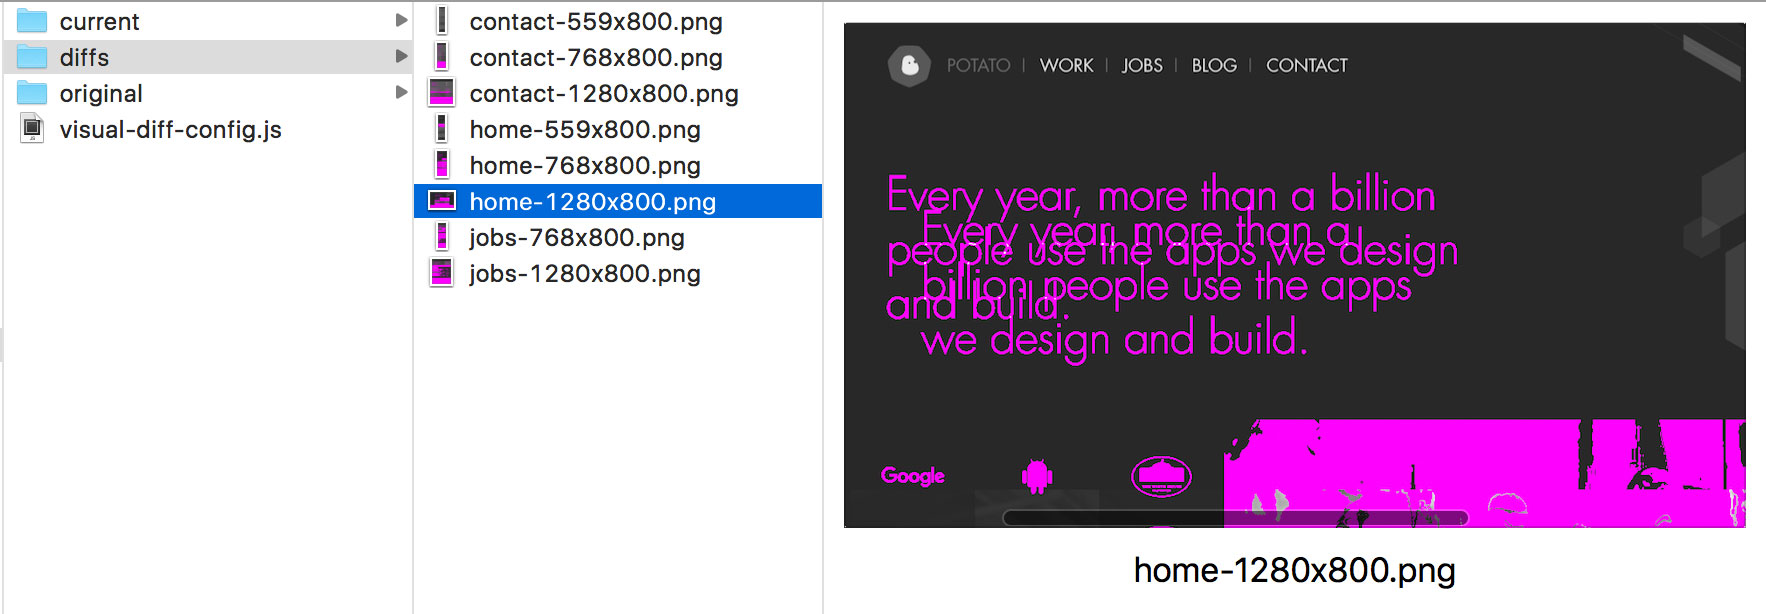 current
diffs
original
visual-diff-config.js
contact-559x800.png
contact-768x800.png
contact-1280x800.png
home-559x800.png
home-768x800.png
home-1280x800.png
jobs-768x800.png
jobs-1280x800.png
POTATO | WORK | JOBS | BLOG | CONTACT
Every year, more than a billion
people use the apps we design
and build.
Every year, more than a
billion people use the apps
we design and build.
Google
home-1280x800.png